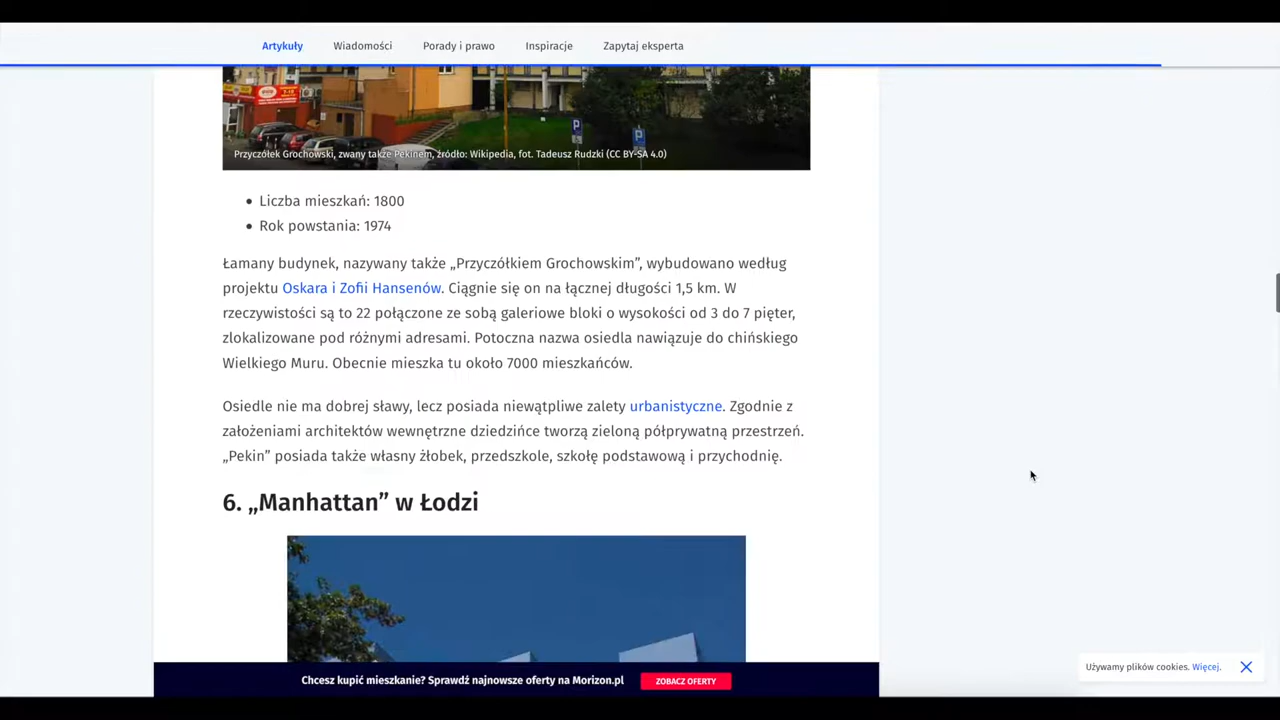 Artykuły Wiadomości Porady i prawo Inspiracje Zapytaj eksperta
Przyczółek Grochowski, zwany także Pekinem, źródło: Wikipedia, fot. Tadeusz Rudzki (CC BY-SA 4.0)
• Liczba mieszkań: 1800
• Rok powstania: 1974
Łamany budynek, nazywany także „Przyczółkiem Grochowskim”, wybudowano według
projektu Oskara i Zofii Hansenów. Ciągnie się on na łącznej długości 1,5 km. W
rzeczywistości są to 22 połączone ze sobą galeriowe bloki o wysokości od 3 do 7 pięter,
zlokalizowane pod różnymi adresami. Potoczna nazwa osiedla nawiązuje do chińskiego
Wielkiego Muru. Obecnie mieszka tu około 7000 mieszkańców.
Osiedle nie ma dobrej sławy, lecz posiada niewątpliwe zalety urbanistyczne. Zgodnie z
założeniami architektów wewnętrzne dziedzińce tworzą zieloną półprywatną przestrzeń.
„Pekin” posiada także własny żłobek, przedszkole, szkołę podstawową i przychodnię.
6. „Manhattan” w Łodzi
Chcesz kupić mieszkanie? Sprawdź najnowsze oferty na Morizon.pl ZOBACZ OFERTY
Używamy plików cookies. Więcej.